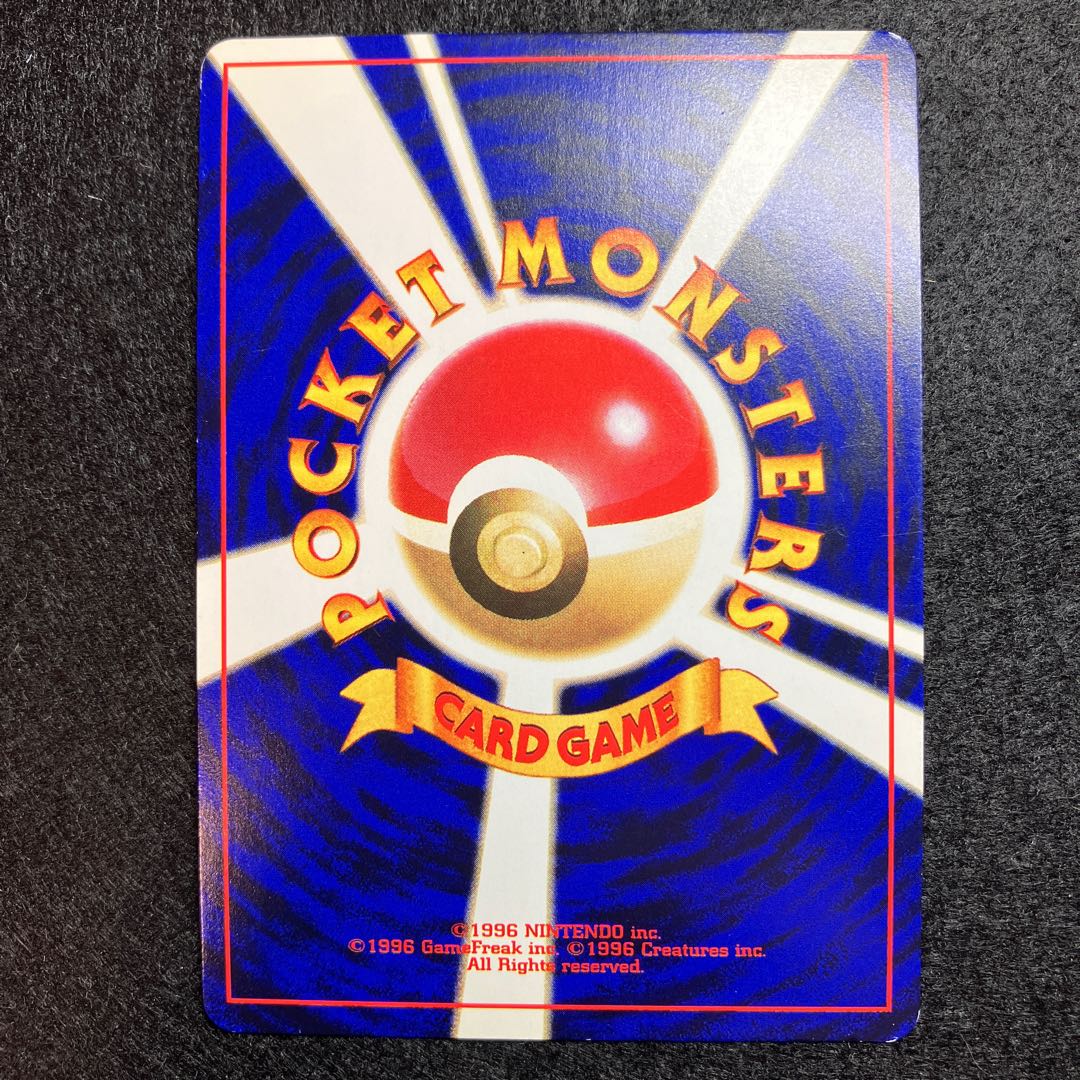 POCKET MONSTERS
CARD GAME
©1996 NINTENDO inc.
©1996 GameFreak inc. ©1996 Creatures inc.
All Rights reserved.